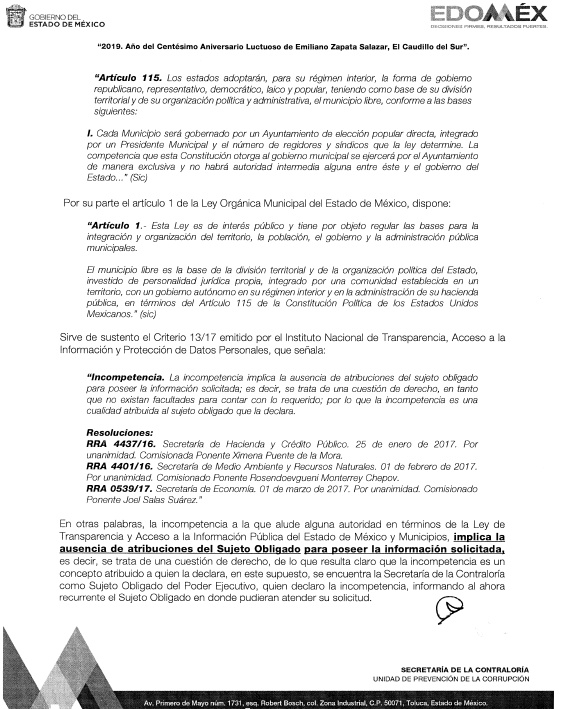 GOBIERNO DEL
ESTADO DE MÉXICO
EDOMÉX
DECISIONES FIRMES, RESULTADOS FUERTES.
“2019. Año del Centésimo Aniversario Luctuoso de Emiliano Zapata Salazar, El Caudillo del Sur”.
“Artículo 115. Los estados adoptarán, para su régimen interior, la forma de gobierno
republicano, representativo, democrático, laico y popular, teniendo como base de su división
territorial y de su organización política y administrativa, el municipio libre, conforme a las bases
siguientes:
I. Cada Municipio será gobernado por un Ayuntamiento de elección popular directa, integrado
por un Presidente Municipal y el número de regidores y síndicos que la ley determine. La
competencia que esta Constitución otorga al gobierno municipal se ejercerá por el Ayuntamiento
de manera exclusiva y no habrá autoridad intermedia alguna entre éste y el gobierno del
Estado...” (Sic)
Por su parte el artículo 1 de la Ley Orgánica Municipal del Estado de México, dispone:
“Artículo 1.- Esta Ley es de interés público y tiene por objeto regular las bases para la
integración y organización del territorio, la población, el gobierno y la administración pública
municipales.
El municipio libre es la base de la división territorial y de la organización política del Estado,
investido de personalidad jurídica propia, integrado por una comunidad establecida en un
territorio, con un gobierno autónomo en su régimen interior y en la administración de su hacienda
pública, en términos del Artículo 115 de la Constitución Política de los Estados Unidos
Mexicanos.” (sic)
Sirve de sustento el Criterio 13/17 emitido por el Instituto Nacional de Transparencia, Acceso a la
Información y Protección de Datos Personales, que señala:
“Incompetencia. La incompetencia implica la ausencia de atribuciones del sujeto obligado
para poseer la información solicitada; es decir, se trata de una cuestión de derecho, en tanto
que no existan facultades para contar con lo requerido; por lo que la incompetencia es una
cualidad atribuida al sujeto obligado que la declara.
Resoluciones:
RRA 4437/16. Secretaría de Hacienda y Crédito Público. 25 de enero de 2017. Por
unanimidad. Comisionada Ponente Ximena Puente de la Mora.
RRA 4401/16. Secretaría de Medio Ambiente y Recursos Naturales. 01 de febrero de 2017.
Por unanimidad. Comisionado Ponente Rosendoevgueni Monterrey Chepov.
RRA 0539/17. Secretaría de Economía. 01 de marzo de 2017. Por unanimidad. Comisionado
Ponente Joel Salas Suárez.”
En otras palabras, la incompetencia a la que alude alguna autoridad en términos de la Ley de
Transparencia y Acceso a la Información Pública del Estado de México y Municipios, implica la
ausencia de atribuciones del Sujeto Obligado para poseer la información solicitada,
es decir, se trata de una cuestión de derecho, de lo que resulta claro que la incompetencia es un
concepto atribuido a quien la declara, en este supuesto, se encuentra la Secretaría de la Contraloría
como Sujeto Obligado del Poder Ejecutivo, quien declaro la incompetencia, informando al ahora
recurrente el Sujeto Obligado en donde pudieran atender su solicitud.
SECRETARÍA DE LA CONTRALORÍA
UNIDAD DE PREVENCIÓN DE LA CORRUPCIÓN
Av. Primero de Mayo núm. 1731, esq. Robert Bosch, col. Zona Industrial, C.P. 50071, Toluca, Estado de México.